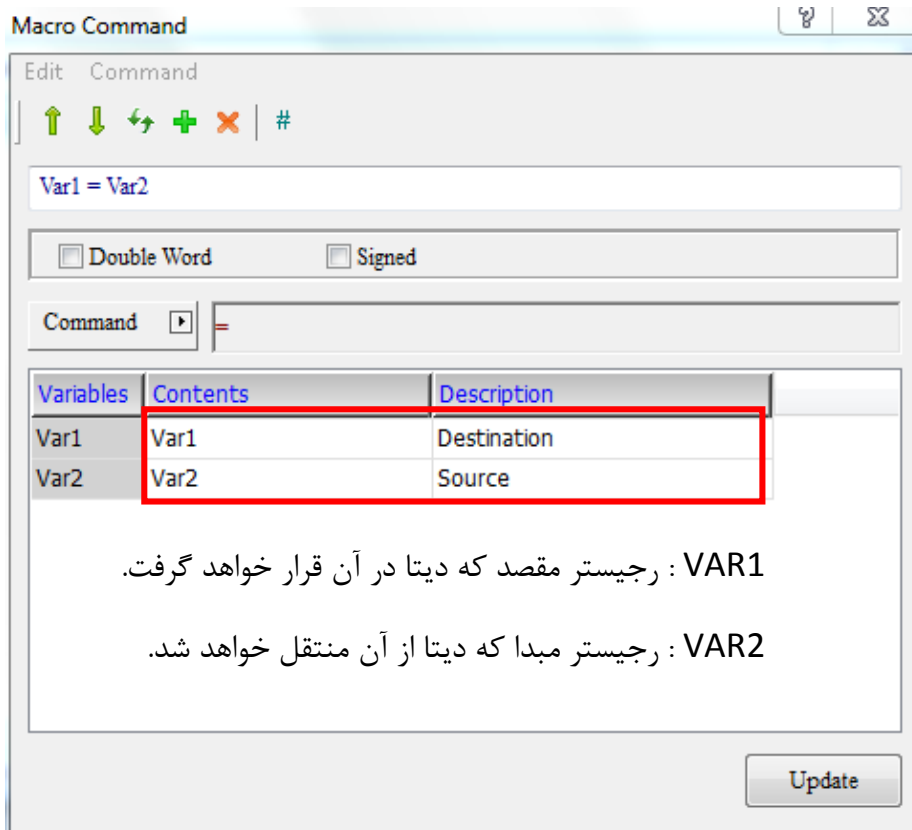 Macro Command
Edit Command
#
Var1 = Var2
Double Word Signed
Command =
Variables Contents Description
Var1 Var1 Destination
Var2 Var2 Source
VAR1 : رجیستر مقصد که دیتا در آن قرار خواهد گرفت.
VAR2 : رجیستر مبدا که دیتا از آن منتقل خواهد شد.
Update